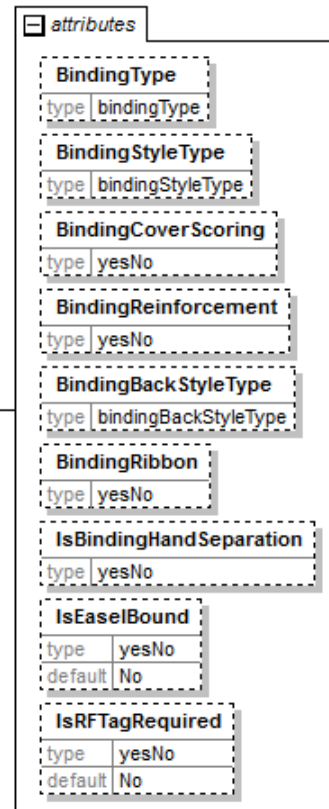 attributes
BindingType
type bindingType
BindingStyleType
type bindingStyleType
BindingCoverScoring
type yesNo
BindingReinforcement
type yesNo
BindingBackStyleType
type bindingBackStyleType
BindingRibbon
type yesNo
IsBindingHandSeparation
type yesNo
IsEaselBound
type yesNo
default No
IsRFTagRequired
type yesNo
default No